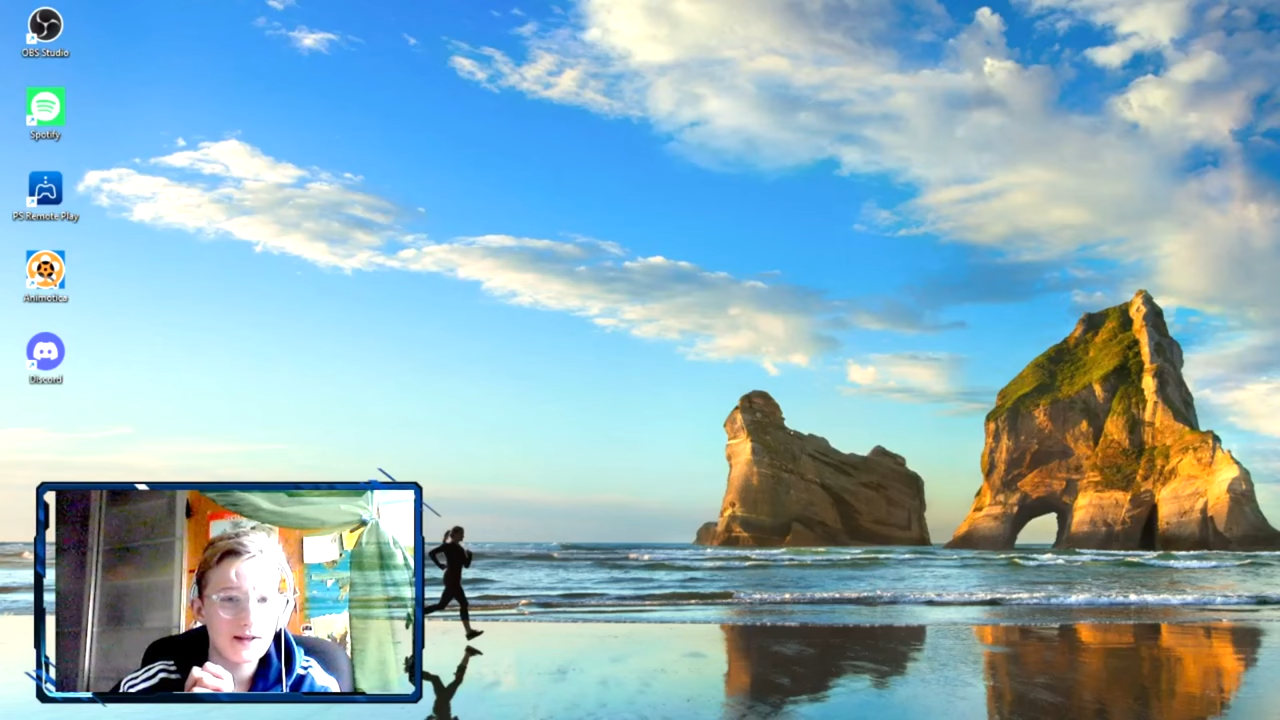 OBS Studio
Spotify
PS Remote Play
Animotica
Discord